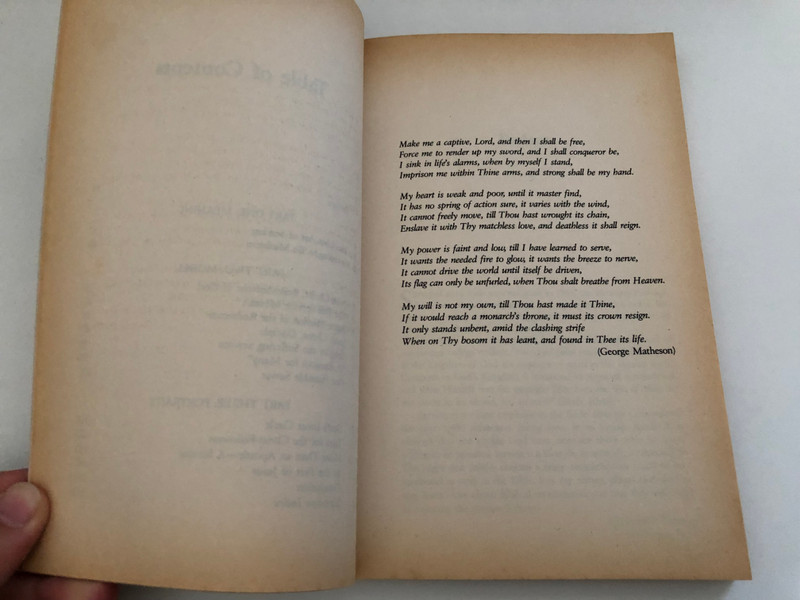 Make me a captive, Lord, and then I shall be free,
Force me to render up my sword, and I shall conqueror be,
I sink in life's alarms, when by myself I stand,
Imprison me within Thine arms, and strong shall be my hand.
My heart is weak and poor, until it master find,
It has no spring of action sure, it varies with the wind,
It cannot freely move, till Thou hast wrought its chain,
Enslave it with Thy matchless love, and deathless it shall reign.
My power is faint and low, till I have learned to serve,
It wants the needed fire to glow, it wants the breeze to nerve,
It cannot drive the world until itself be driven,
Its flag can only be unfurled, when Thou shalt breathe from Heaven.
My will is not my own, till Thou hast made it Thine,
If it would reach a monarch's throne, it must its crown resign.
It only stands unbent, amid the clashing strife
When on Thy bosom it has leant, and found in Thee its life.
(George Matheson)